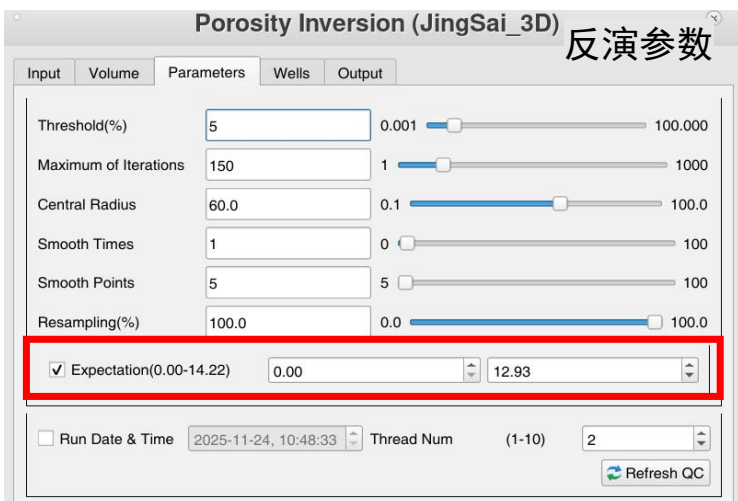 Porosity Inversion (JingSai_3D)
反演参数
Input Volume Parameters Wells Output
Threshold(%) 5 0.001 100.000
Maximum of Iterations 150 1 1000
Central Radius 60.0 0.1 100.0
Smooth Times 1 0 100
Smooth Points 5 5 100
Resampling(%) 100.0 0.0 100.0
Expectation(0.00-14.22) 0.00 12.93
Run Date & Time 2025-11-24, 10:48:33 Thread Num (1-10) 2
Refresh QC